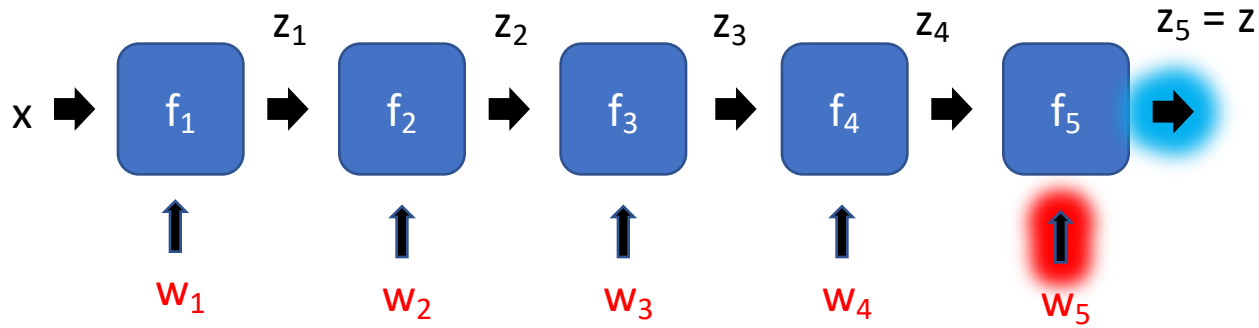 z₁ z₂ z₃ z₄ z₅ = z
x f₁ f₂ f₃ f₄ f₅
w₁ w₂ w₃ w₄ w₅